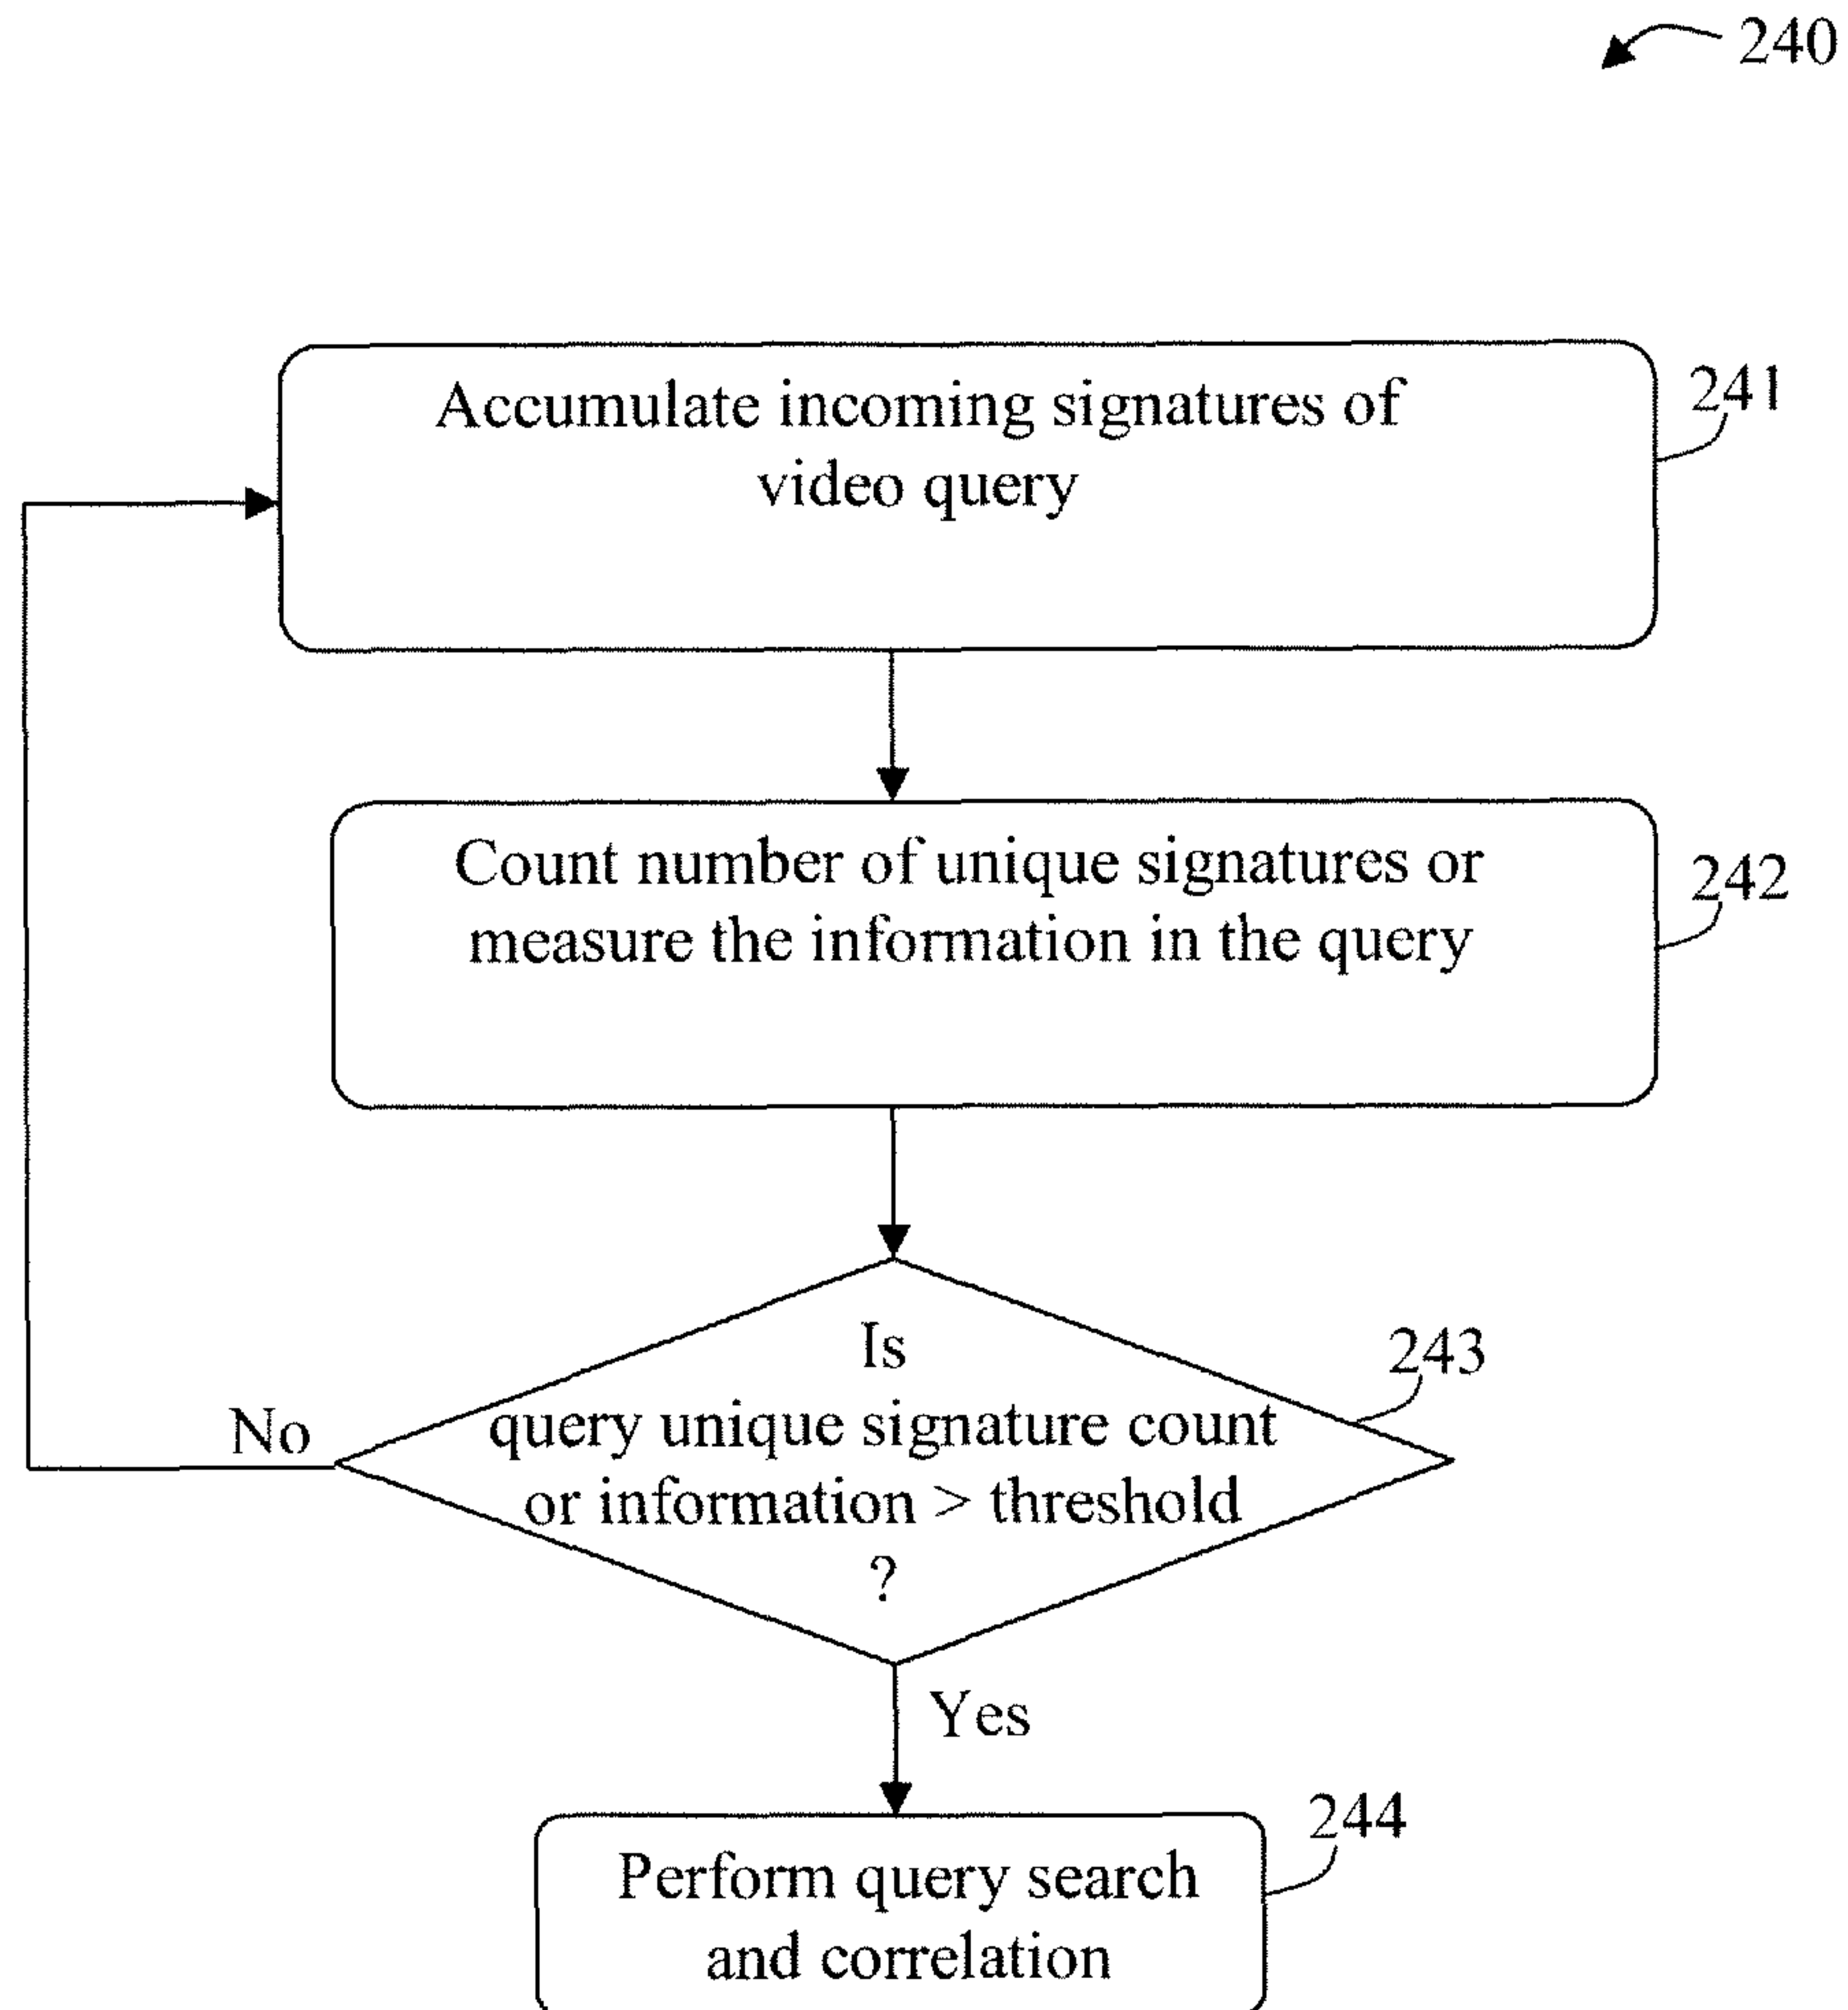 240
Accumulate incoming signatures of
video query
241
Count number of unique signatures or
measure the information in the query
242
Is
query unique signature count
or information > threshold
?
243
No
Yes
Perform query search
and correlation
244